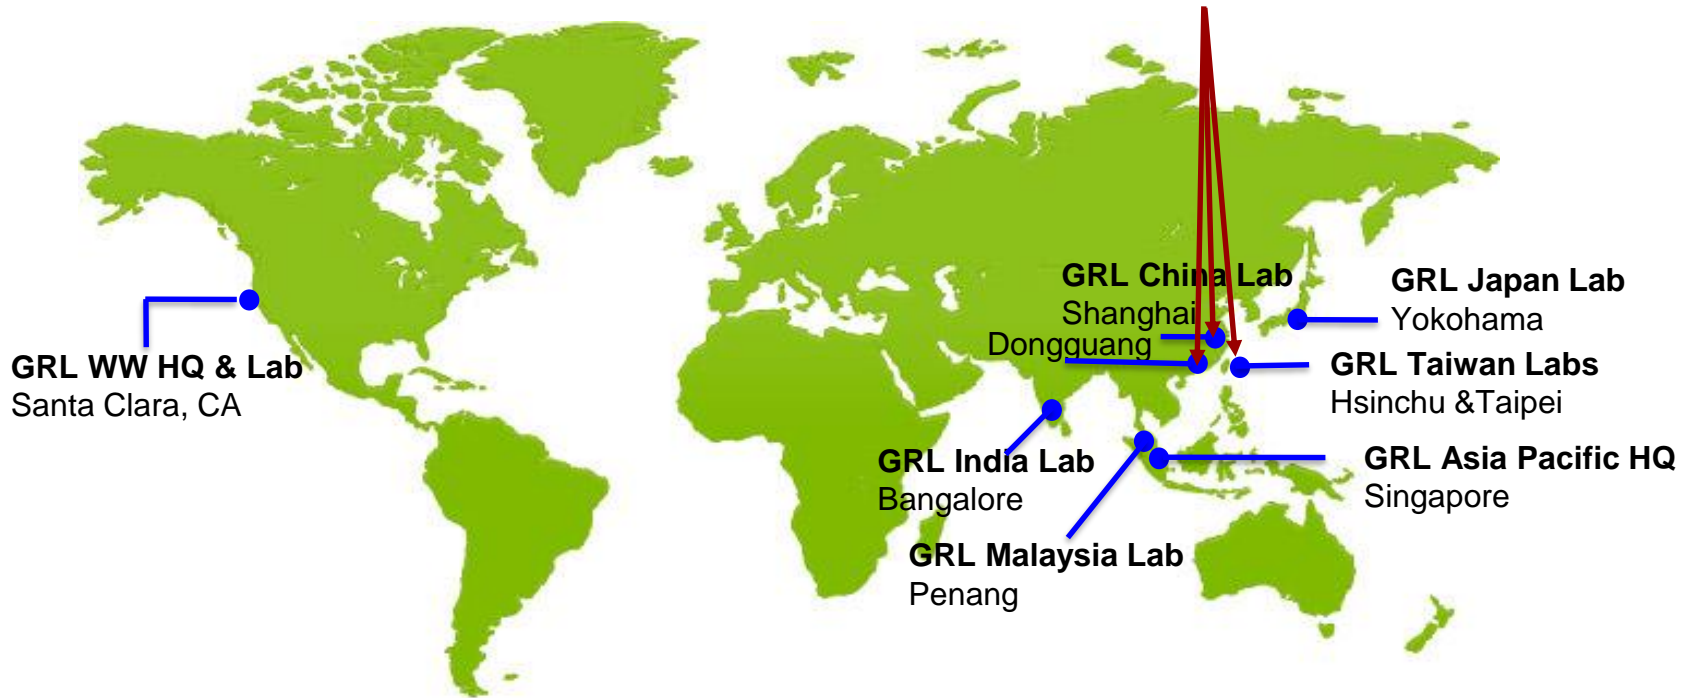 GRL China Lab
Shanghai
Dongguang
GRL Japan Lab
Yokohama
GRL WW HQ & Lab
Santa Clara, CA
GRL Taiwan Labs
Hsinchu &Taipei
GRL India Lab
Bangalore
GRL Asia Pacific HQ
Singapore
GRL Malaysia Lab
Penang